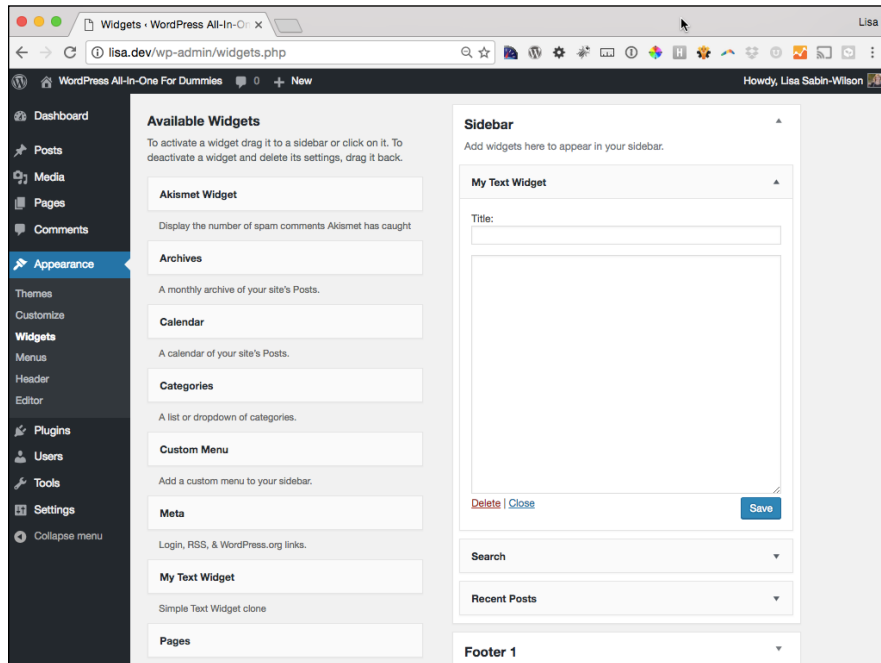 Widgets ‹ WordPress All-In-On
Lisa
lisa.dev/wp-admin/widgets.php
WordPress All-In-One For Dummies 0 + New
Howdy, Lisa Sabin-Wilson
Dashboard
Posts
Media
Pages
Comments
Appearance
Themes
Customize
Widgets
Menus
Header
Editor
Plugins
Users
Tools
Settings
Collapse menu
Available Widgets
To activate a widget drag it to a sidebar or click on it. To
deactivate a widget and delete its settings, drag it back.
Akismet Widget
Display the number of spam comments Akismet has caught
Archives
A monthly archive of your site's Posts.
Calendar
A calendar of your site's Posts.
Categories
A list or dropdown of categories.
Custom Menu
Add a custom menu to your sidebar.
Meta
Login, RSS, & WordPress.org links.
My Text Widget
Simple Text Widget clone
Pages
Sidebar
Add widgets here to appear in your sidebar.
My Text Widget
Title:
Delete | Close
Save
Search
Recent Posts
Footer 1